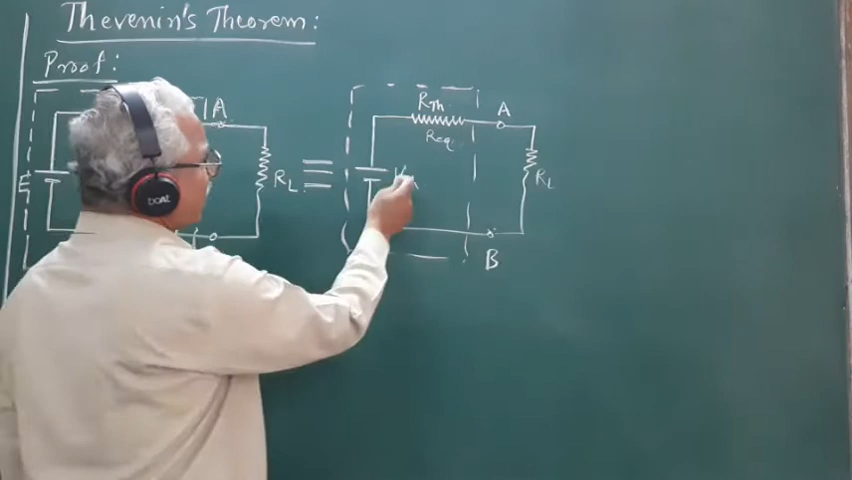 Thevenin's Theorem:
Proof:
A
E
RL
Rth
Req
A
RL
B
BOAT